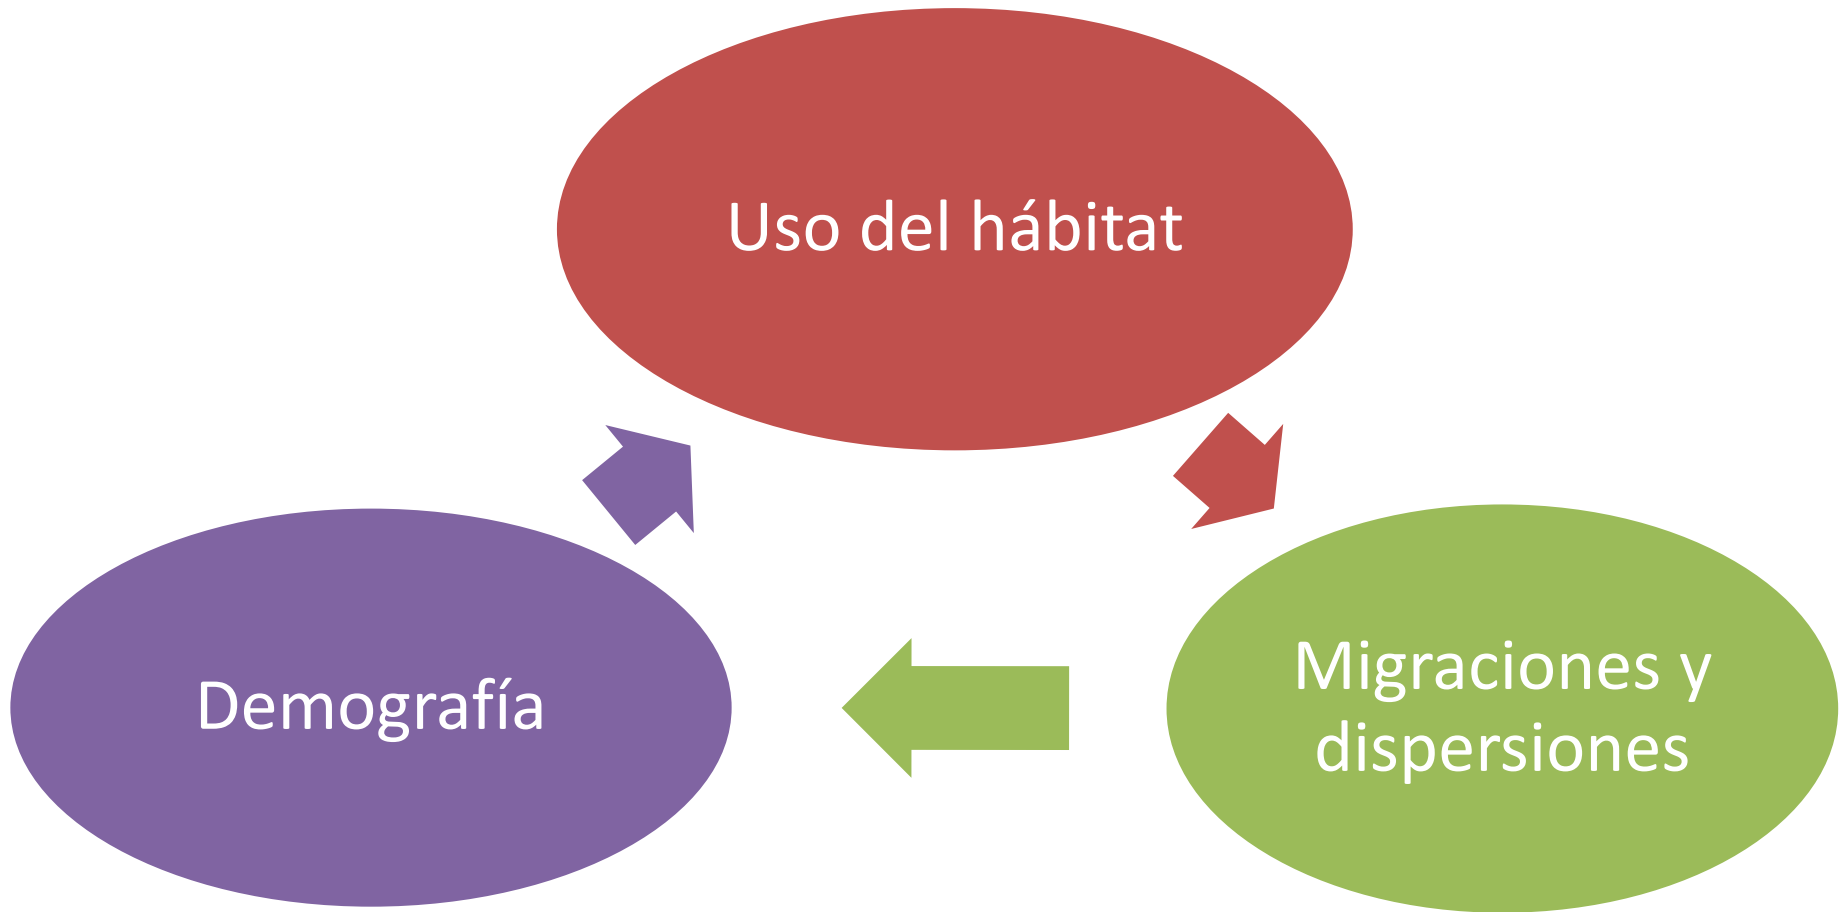 Uso del hábitat
Demografía
Migraciones y
dispersiones